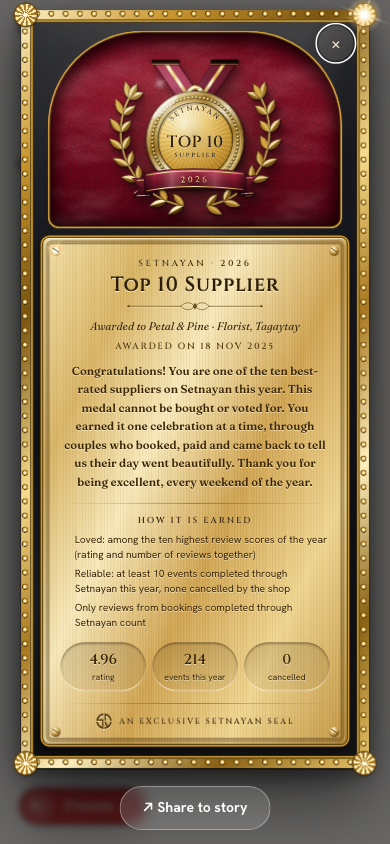 ×
SETNAYAN
TOP 10
SUPPLIER
2026
SETNAYAN · 2026
TOP 10 SUPPLIER
Awarded to Petal & Pine · Florist, Tagaytay
AWARDED ON 18 NOV 2025
Congratulations! You are one of the ten best-
rated suppliers on Setnayan this year. This
medal cannot be bought or voted for. You
earned it one celebration at a time, through
couples who booked, paid and came back to tell
us their day went beautifully. Thank you for
being excellent, every weekend of the year.
HOW IT IS EARNED
Loved: among the ten highest review scores of the year
(rating and number of reviews together)
Reliable: at least 10 events completed through
Setnayan this year, none cancelled by the shop
Only reviews from bookings completed through
Setnayan count
4.96 214 0
rating events this year cancelled
AN EXCLUSIVE SETNAYAN SEAL
↗ Share to story